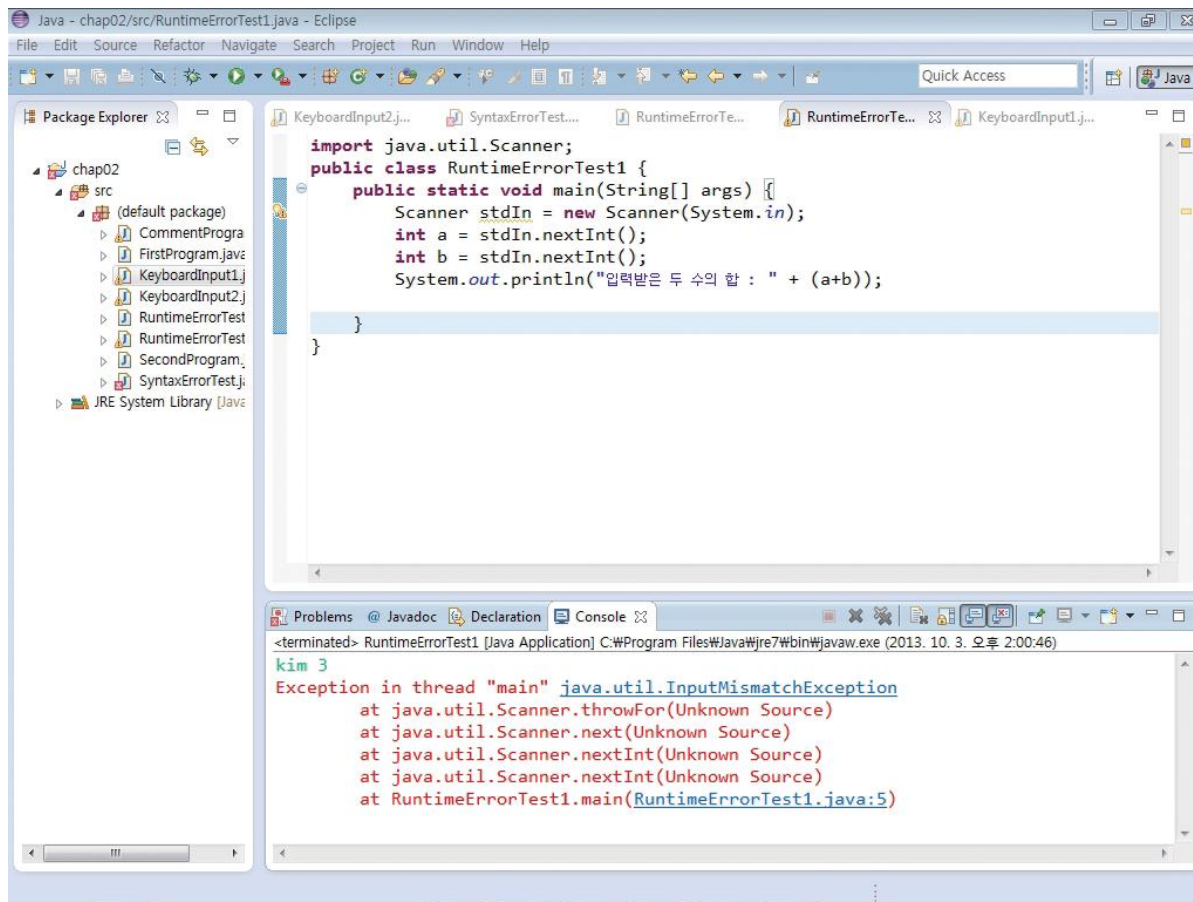 Java - chap02/src/RuntimeErrorTest1.java - Eclipse
File Edit Source Refactor Navigate Search Project Run Window Help
Quick Access
Java
Package Explorer
chap02
src
(default package)
CommentProgra
FirstProgram.java
KeyboardInput1.j
KeyboardInput2.j
RuntimeErrorTest
RuntimeErrorTest
SecondProgram.
SyntaxErrorTest.j
JRE System Library [Java
KeyboardInput2.j... SyntaxErrorTest.... RuntimeErrorTe... RuntimeErrorTe... KeyboardInput1.j...
import java.util.Scanner;
public class RuntimeErrorTest1 {
public static void main(String[] args) {
Scanner stdIn = new Scanner(System.in);
int a = stdIn.nextInt();
int b = stdIn.nextInt();
System.out.println("입력받은 두 수의 합 : " + (a+b));
}
}
Problems @ Javadoc Declaration Console
<terminated> RuntimeErrorTest1 [Java Application] C:₩Program Files₩Java₩jre7₩bin₩javaw.exe (2013. 10. 3. 오후 2:00:46)
kim 3
Exception in thread "main" java.util.InputMismatchException
at java.util.Scanner.throwFor(Unknown Source)
at java.util.Scanner.next(Unknown Source)
at java.util.Scanner.nextInt(Unknown Source)
at java.util.Scanner.nextInt(Unknown Source)
at RuntimeErrorTest1.main(RuntimeErrorTest1.java:5)